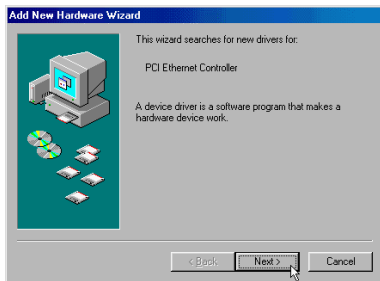 Add New Hardware Wizard
This wizard searches for new drivers for:
PCI Ethernet Controller
A device driver is a software program that makes a
hardware device work.
< Back
Next >
Cancel